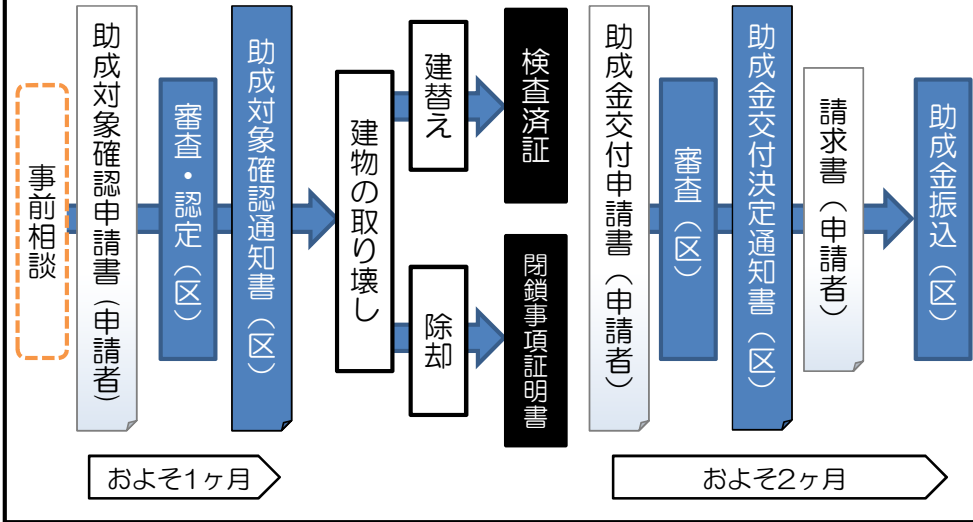 事前相談
助成対象確認申請書（申請者）
審査・認定（区）
助成対象確認通知書（区）
建物の取り壊し
建替え
検査済証
除却
閉鎖事項証明書
助成金交付申請書（申請者）
審査（区）
助成金交付決定通知書（区）
請求書（申請者）
助成金振込（区）
およそ1ヶ月
およそ2ヶ月